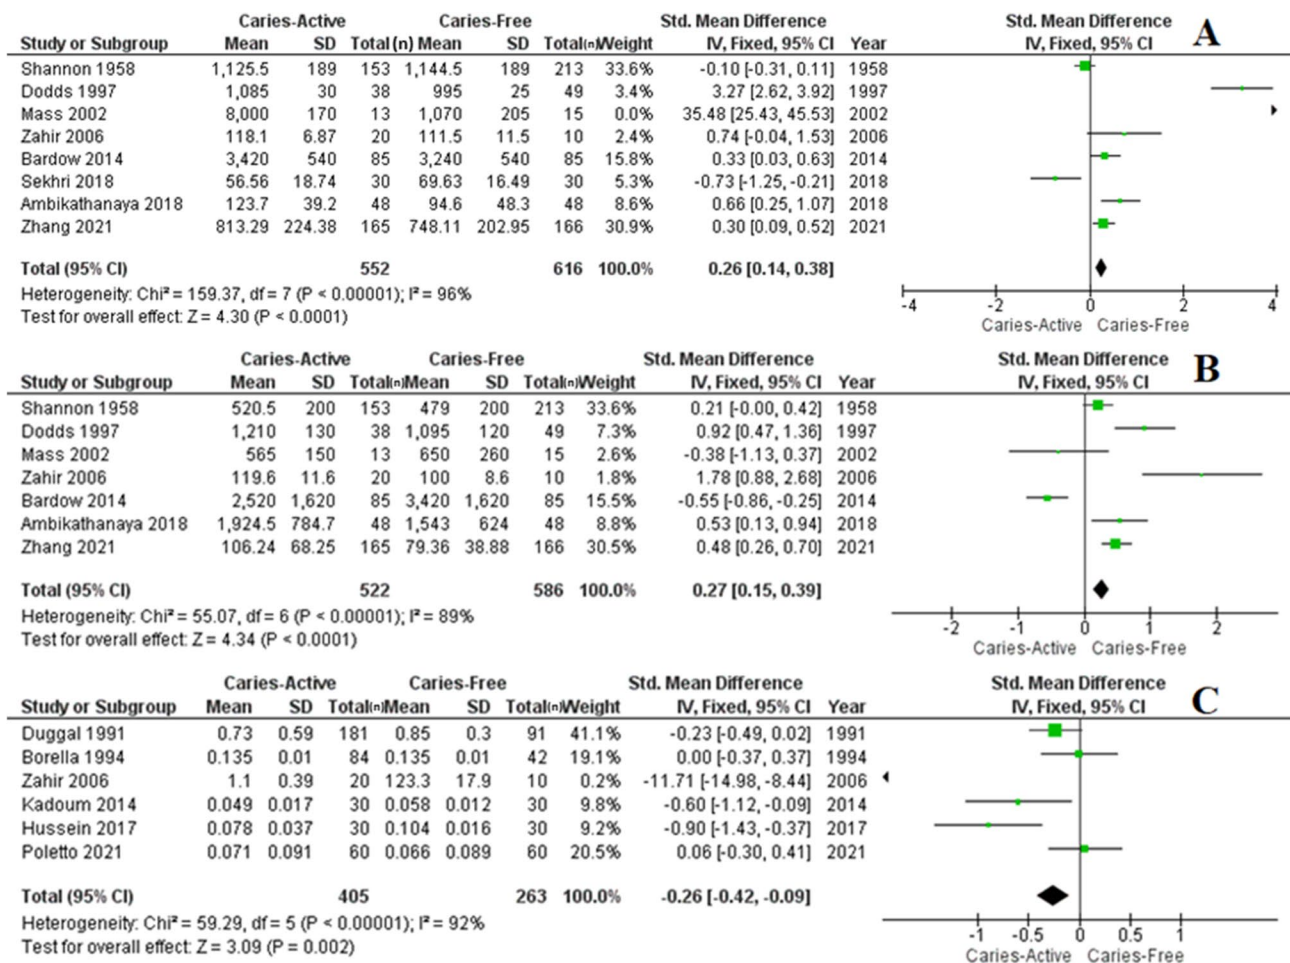 Caries-Active Caries-Free Std. Mean Difference Std. Mean Difference A
Study or Subgroup Mean SD Total (n) Mean SD Total(n) Weight IV, Fixed, 95% CI Year IV, Fixed, 95% CI
Shannon 1958 1,125.5 189 153 1,144.5 189 213 33.6% -0.10 [-0.31, 0.11] 1958
Dodds 1997 1,085 30 38 995 25 49 3.4% 3.27 [2.62, 3.92] 1997
Mass 2002 8,000 170 13 1,070 205 15 0.0% 35.48 [25.43, 45.53] 2002
Zahir 2006 118.1 6.87 20 111.5 11.5 10 2.4% 0.74 [-0.04, 1.53] 2006
Bardow 2014 3,420 540 85 3,240 540 85 15.8% 0.33 [0.03, 0.63] 2014
Sekhri 2018 56.56 18.74 30 69.63 16.49 30 5.3% -0.73 [-1.25, -0.21] 2018
Ambikathanaya 2018 123.7 39.2 48 94.6 48.3 48 8.6% 0.66 [0.25, 1.07] 2018
Zhang 2021 813.29 224.38 165 748.11 202.95 166 30.9% 0.30 [0.09, 0.52] 2021
Total (95% CI) 552 616 100.0% 0.26 [0.14, 0.38]
Heterogeneity: Chi² = 159.37, df = 7 (P < 0.00001); I² = 96%
Test for overall effect: Z = 4.30 (P < 0.0001)
-4 -2 0 2 4
Caries-Active Caries-Free
Caries-Active Caries-Free Std. Mean Difference Std. Mean Difference B
Study or Subgroup Mean SD Total(n) Mean SD Total(n) Weight IV, Fixed, 95% CI Year IV, Fixed, 95% CI
Shannon 1958 520.5 200 153 479 200 213 33.6% 0.21 [-0.00, 0.42] 1958
Dodds 1997 1,210 130 38 1,095 120 49 7.3% 0.92 [0.47, 1.36] 1997
Mass 2002 565 150 13 650 260 15 2.6% -0.38 [-1.13, 0.37] 2002
Zahir 2006 119.6 11.6 20 100 8.6 10 1.8% 1.78 [0.88, 2.68] 2006
Bardow 2014 2,520 1,620 85 3,420 1,620 85 15.5% -0.55 [-0.86, -0.25] 2014
Ambikathanaya 2018 1,924.5 784.7 48 1,543 624 48 8.8% 0.53 [0.13, 0.94] 2018
Zhang 2021 106.24 68.25 165 79.36 38.88 166 30.5% 0.48 [0.26, 0.70] 2021
Total (95% CI) 522 586 100.0% 0.27 [0.15, 0.39]
Heterogeneity: Chi² = 55.07, df = 6 (P < 0.00001); I² = 89%
Test for overall effect: Z = 4.34 (P < 0.0001)
-2 -1 0 1 2
Caries-Active Caries-Free
Caries-Active Caries-Free Std. Mean Difference Std. Mean Difference C
Study or Subgroup Mean SD Total(n) Mean SD Total(n) Weight IV, Fixed, 95% CI Year IV, Fixed, 95% CI
Duggal 1991 0.73 0.59 181 0.85 0.3 91 41.1% -0.23 [-0.49, 0.02] 1991
Borella 1994 0.135 0.01 84 0.135 0.01 42 19.1% 0.00 [-0.37, 0.37] 1994
Zahir 2006 1.1 0.39 20 123.3 17.9 10 0.2% -11.71 [-14.98, -8.44] 2006
Kadoum 2014 0.049 0.017 30 0.058 0.012 30 9.8% -0.60 [-1.12, -0.09] 2014
Hussein 2017 0.078 0.037 30 0.104 0.016 30 9.2% -0.90 [-1.43, -0.37] 2017
Poletto 2021 0.071 0.091 60 0.066 0.089 60 20.5% 0.06 [-0.30, 0.41] 2021
Total (95% CI) 405 263 100.0% -0.26 [-0.42, -0.09]
Heterogeneity: Chi² = 59.29, df = 5 (P < 0.00001); I² = 92%
Test for overall effect: Z = 3.09 (P = 0.002)
-1 -0.5 0 0.5 1
Caries-Active Caries-Free